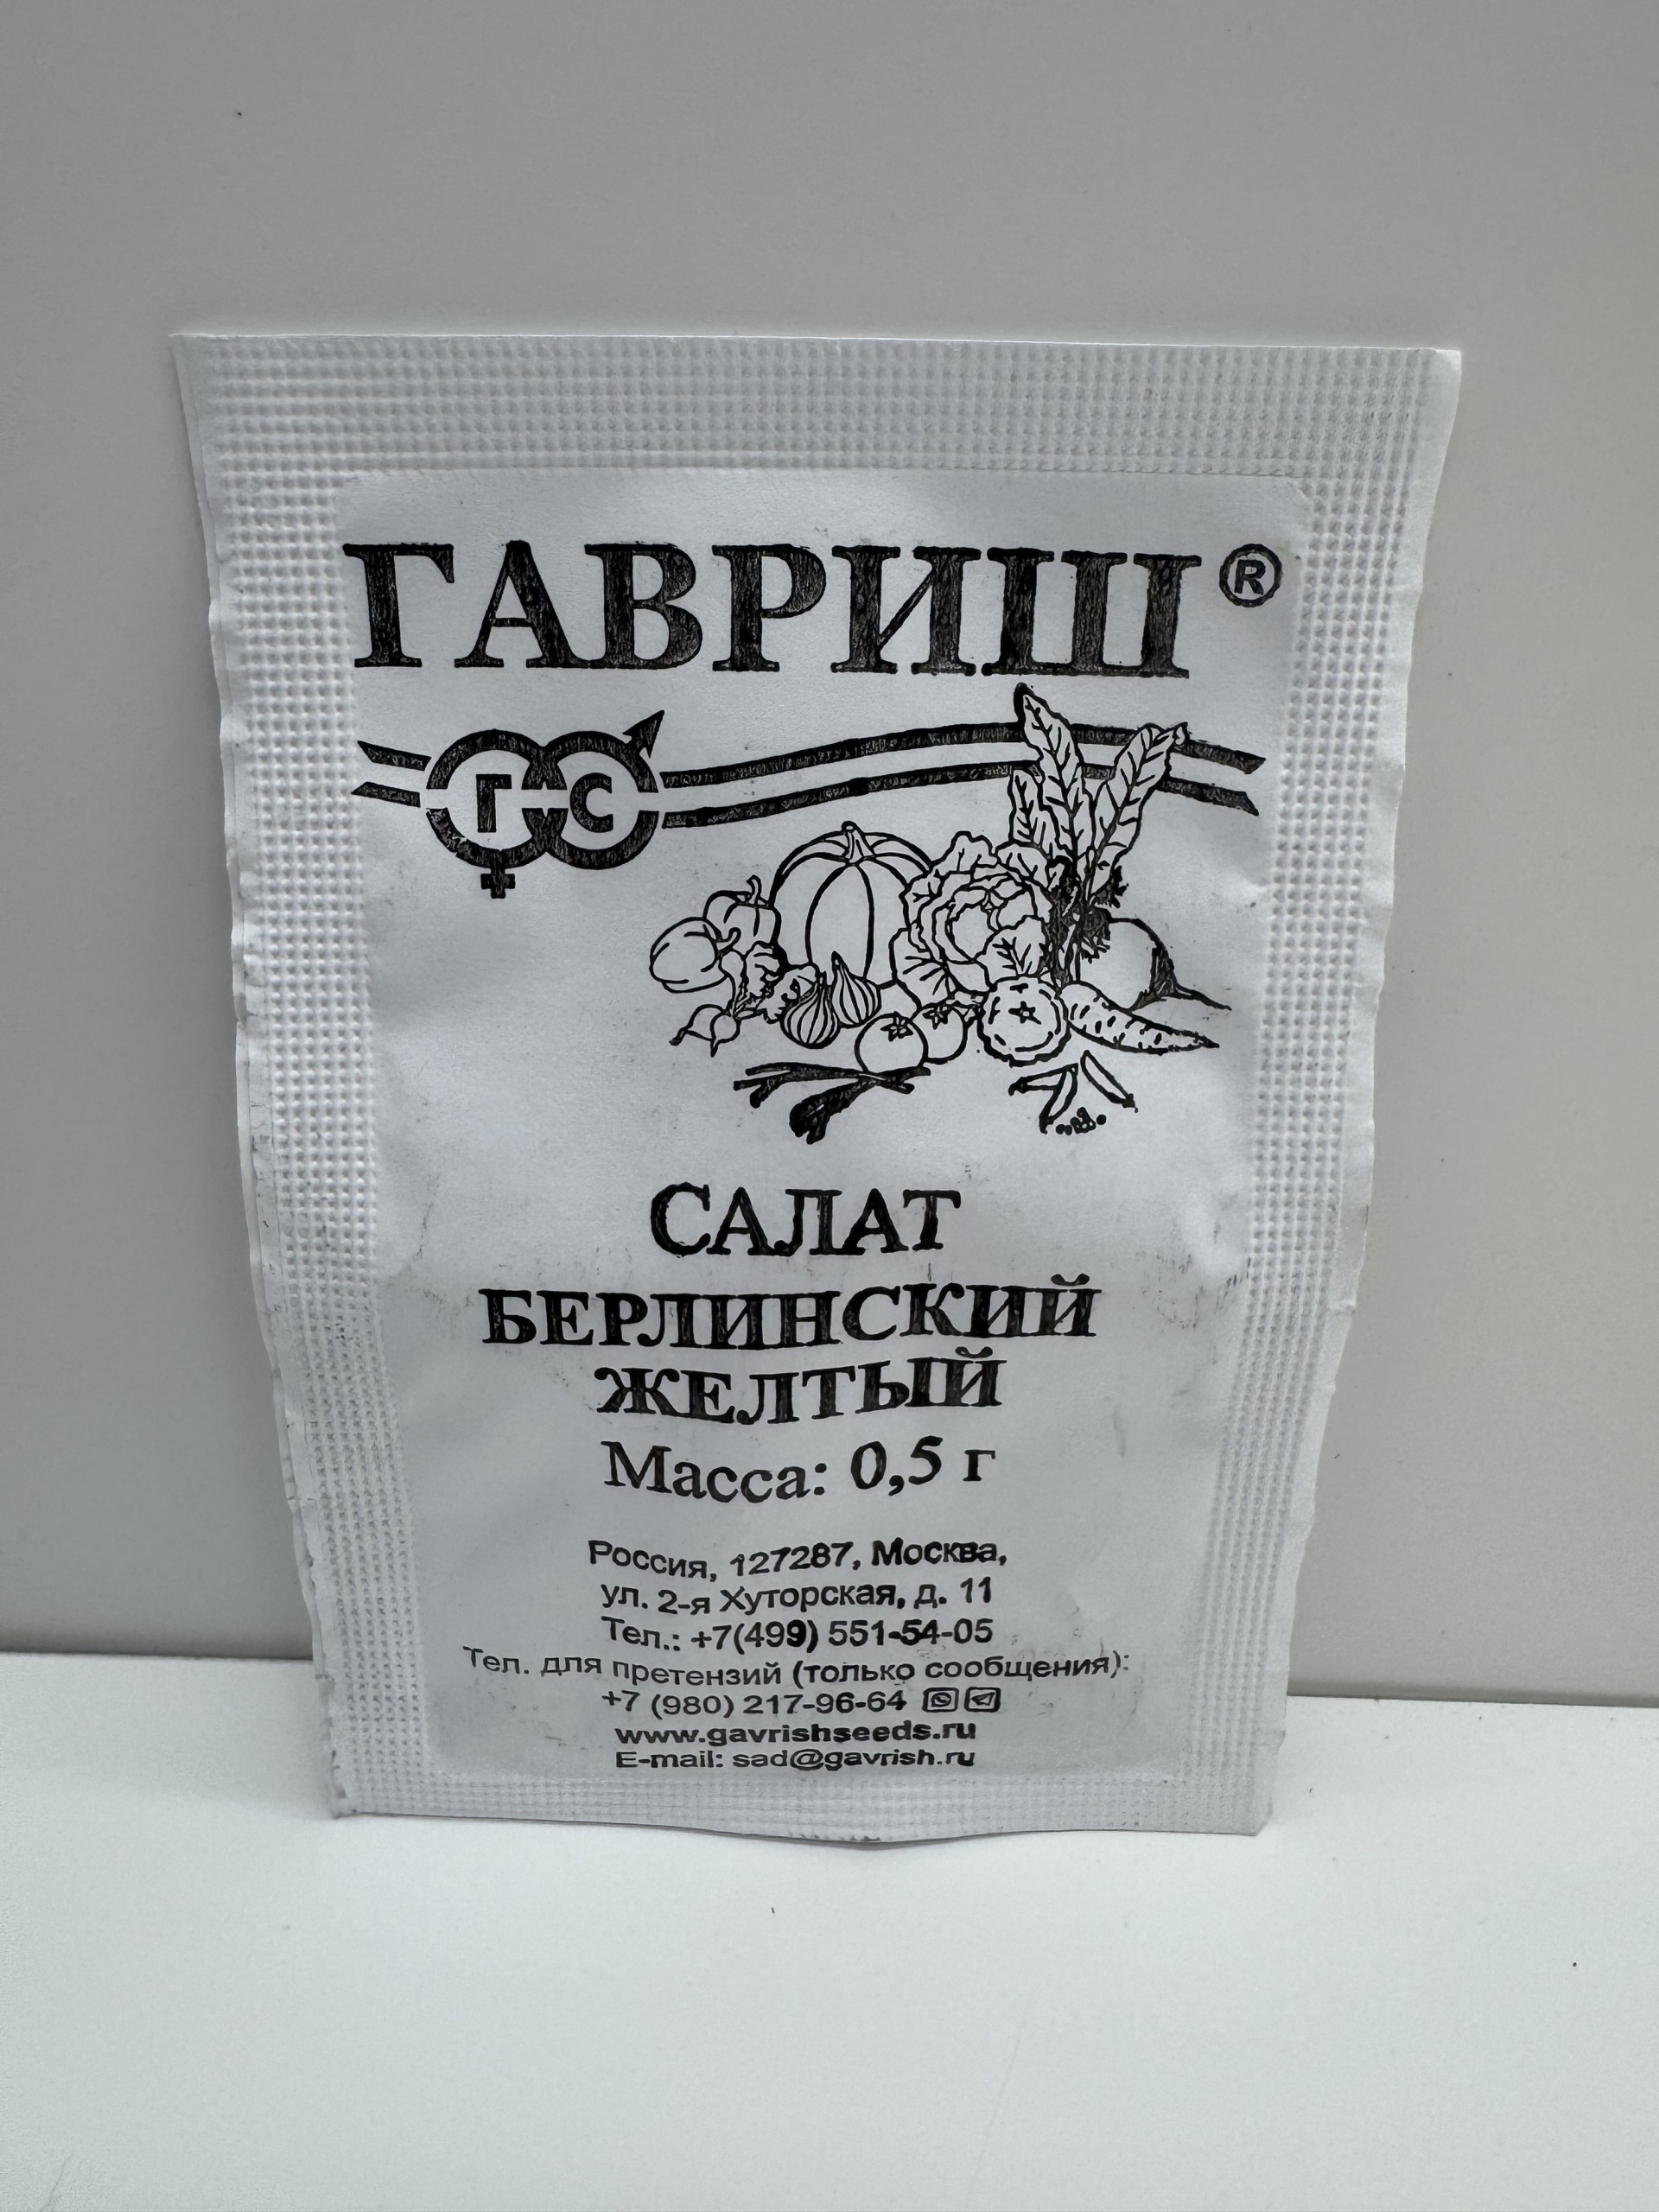 ГАВРИШ®
ГС
САЛАТ
БЕРЛИНСКИЙ
ЖЕЛТЫЙ
Масса: 0,5 г
Россия, 127287, Москва,
ул. 2-я Хуторская, д. 11
Тел.: +7(499) 551-54-05
Тел. для претензий (только сообщения):
+7 (980) 217-96-64
www.gavrishseeds.ru
E-mail: sad@gavrish.ru